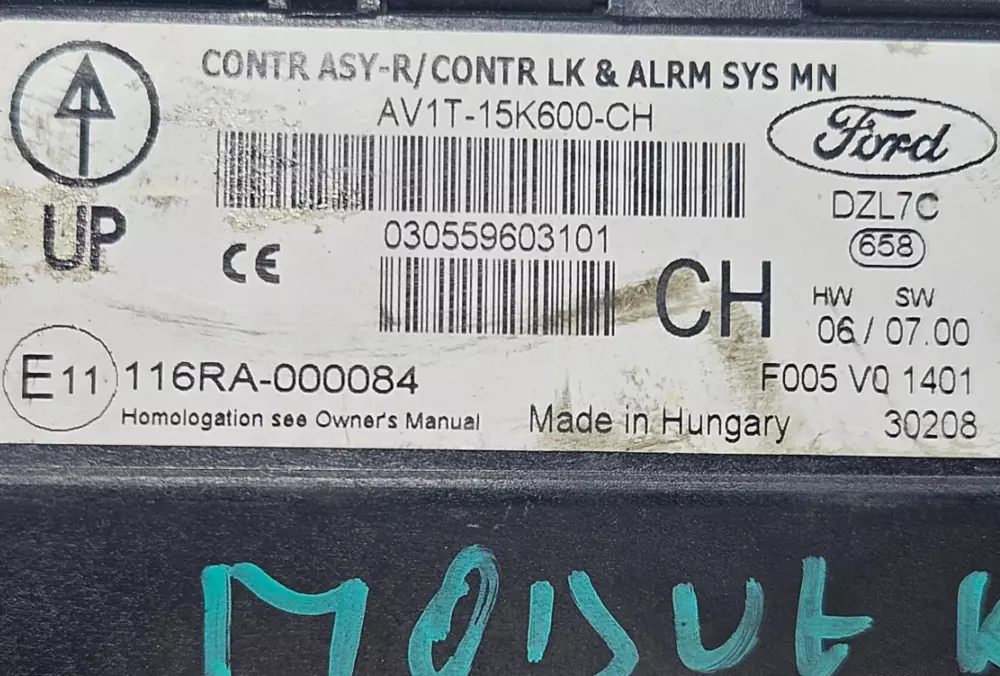 CONTR ASY-R/CONTR LK & ALRM SYS MN
AV1T-15K600-CH
Ford
UP
DZL7C
030559603101
658
CE
CH
HW SW
06/07.00
E11 116RA-000084
F005 V0 1401
Homologation see Owner's Manual
Made in Hungary
30208